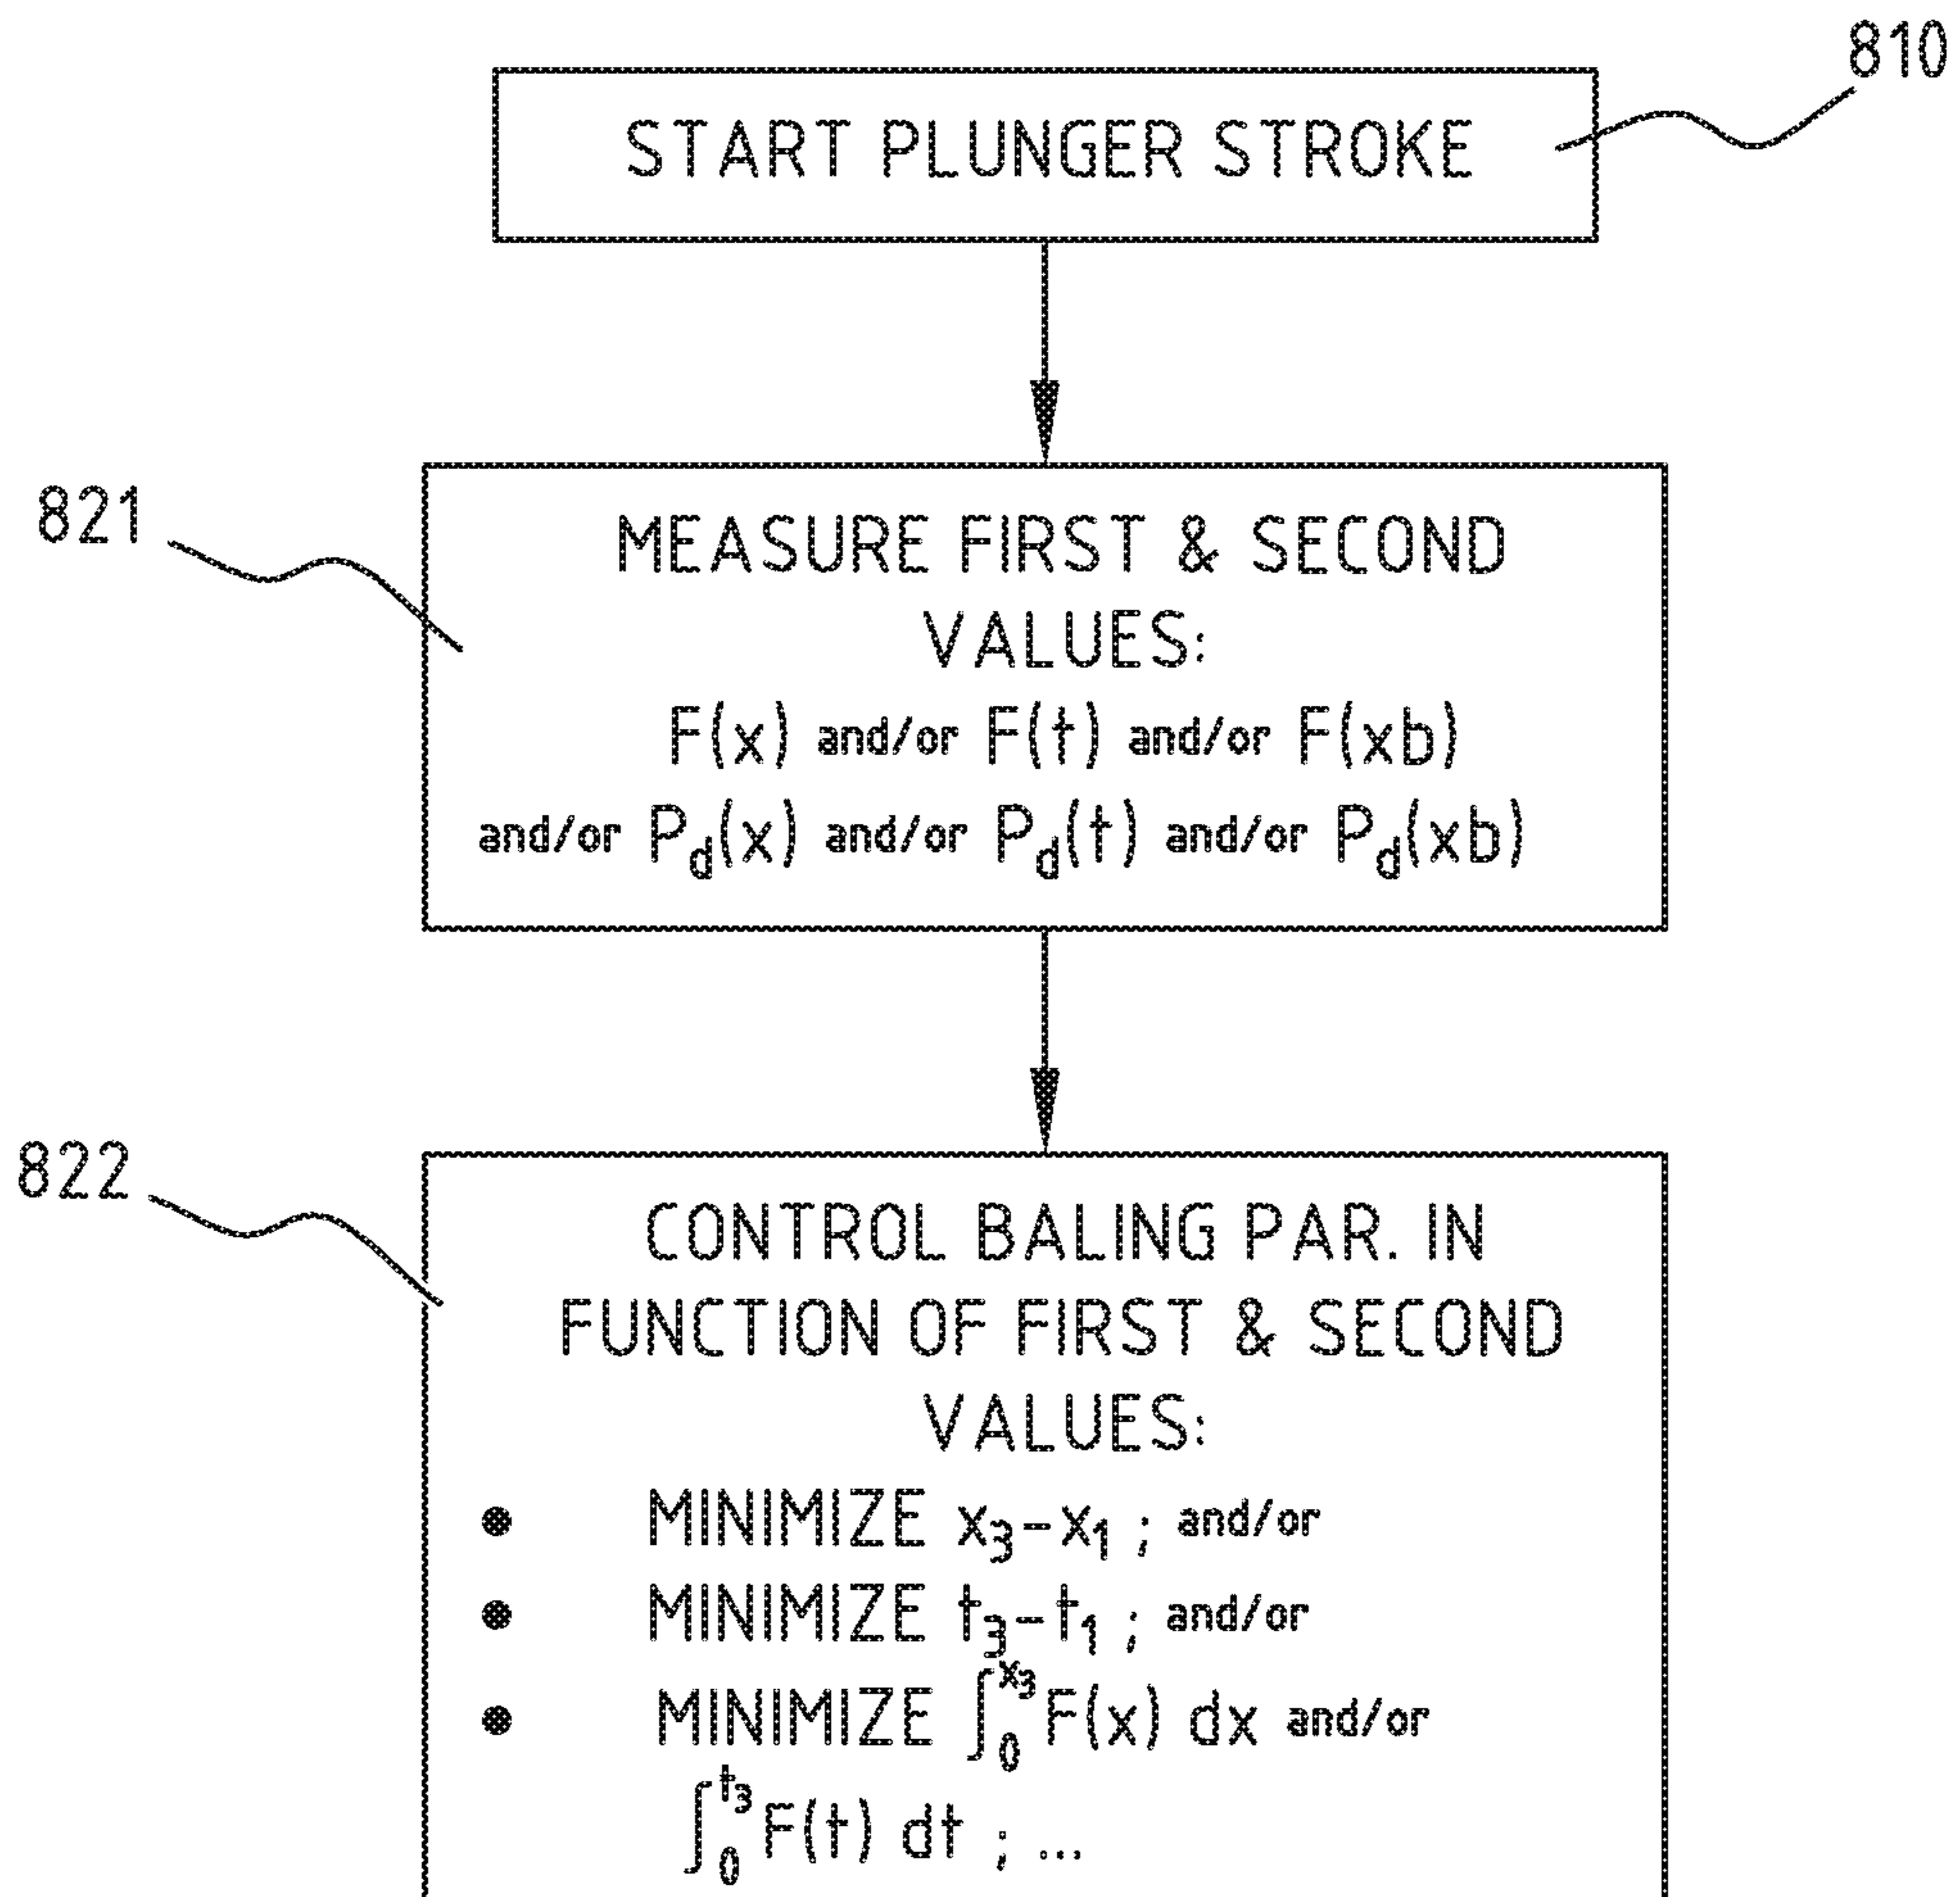 810
START PLUNGER STROKE
821
MEASURE FIRST & SECOND
VALUES:
F(x) and/or F(t) and/or F(xb)
and/or P_d(x) and/or P_d(t) and/or P_d(xb)
822
CONTROL BALING PAR. IN
FUNCTION OF FIRST & SECOND
VALUES:
● MINIMIZE x₃-x₁ ; and/or
● MINIMIZE t₃-t₁ ; and/or
● MINIMIZE ∫₀^x₃ F(x) dx and/or
∫₀^t₃ F(t) dt ; ...